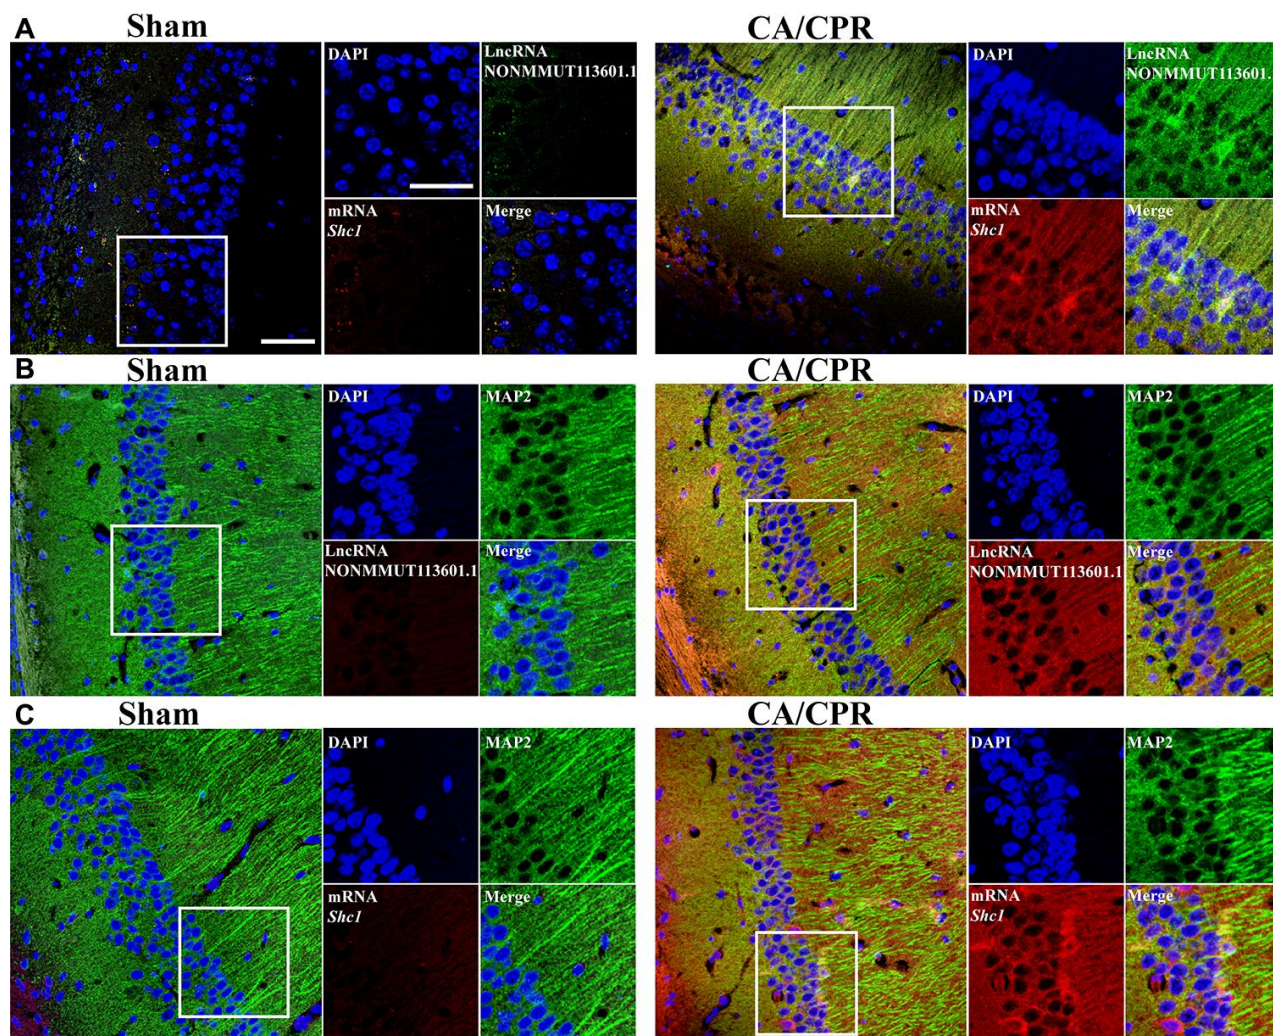 A
Sham
CA/CPR
DAPI
LncRNA
NONMMUT113601.1
mRNA
Shc1
Merge
DAPI
LncRNA
NONMMUT113601.
mRNA
Shc1
Merge
B
Sham
CA/CPR
DAPI
MAP2
LncRNA
NONMMUT113601.1
Merge
DAPI
MAP2
LncRNA
NONMMUT113601.1
Merge
C
Sham
CA/CPR
DAPI
MAP2
mRNA
Shc1
Merge
DAPI
MAP2
mRNA
Shc1
Merge